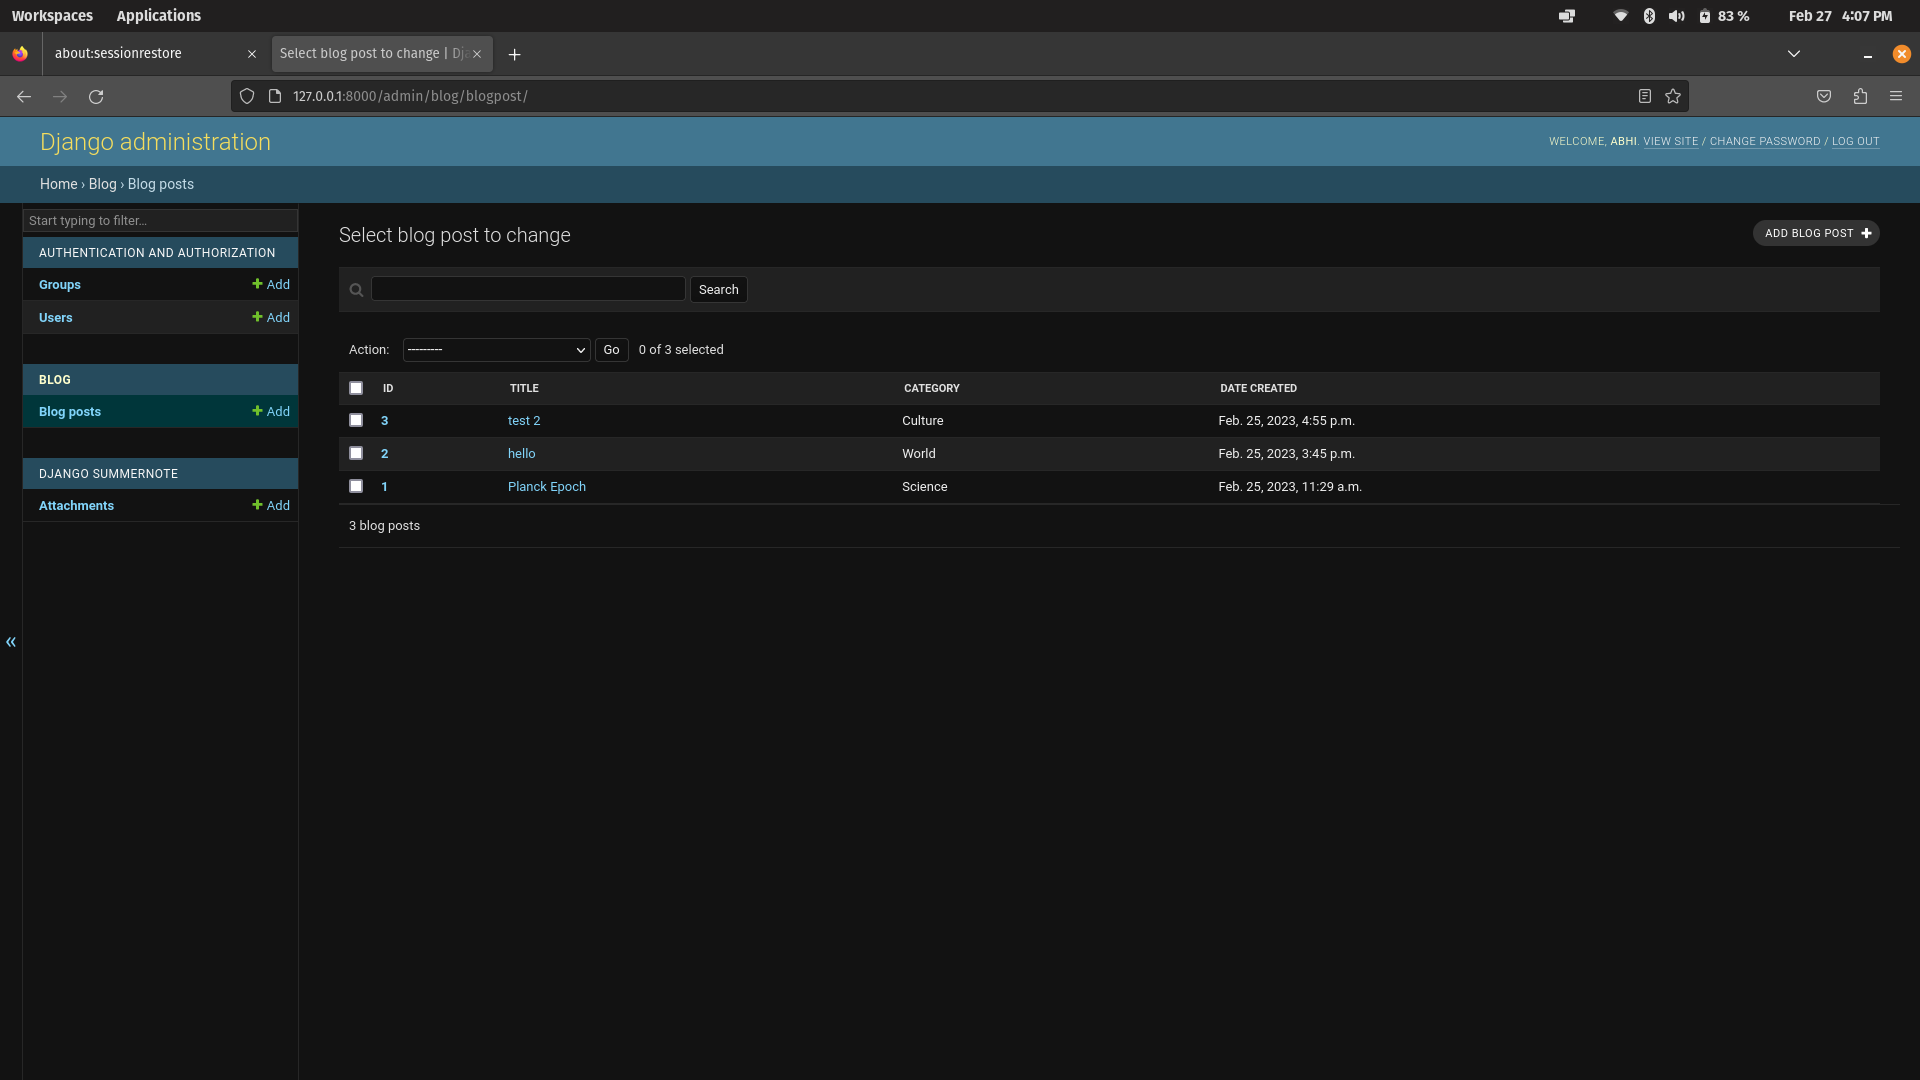 Workspaces Applications 83 % Feb 27 4:07 PM
about:sessionrestore Select blog post to change | Dja
127.0.0.1:8000/admin/blog/blogpost/
Django administration WELCOME, ABHI. VIEW SITE / CHANGE PASSWORD / LOG OUT
Home › Blog › Blog posts
Start typing to filter…
AUTHENTICATION AND AUTHORIZATION
Groups Add
Users Add
BLOG
Blog posts Add
DJANGO SUMMERNOTE
Attachments Add
«
Select blog post to change ADD BLOG POST
Search
Action: --------- Go 0 of 3 selected
ID TITLE CATEGORY DATE CREATED
3 test 2 Culture Feb. 25, 2023, 4:55 p.m.
2 hello World Feb. 25, 2023, 3:45 p.m.
1 Planck Epoch Science Feb. 25, 2023, 11:29 a.m.
3 blog posts